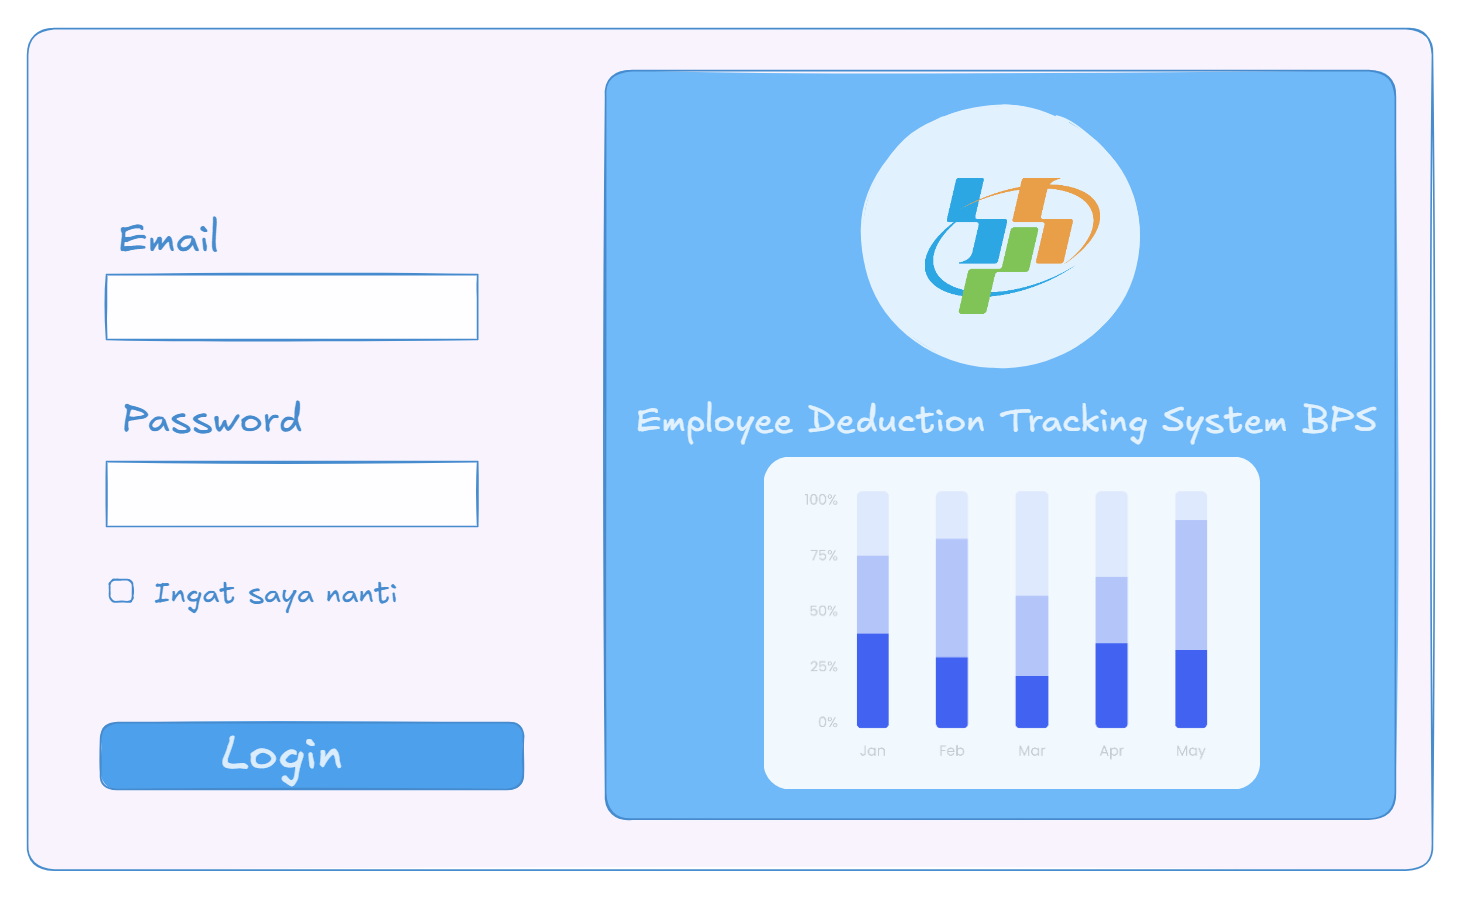 Email
Password
Ingat saya nanti
Login
Employee Deduction Tracking System BPS
100%
75%
50%
25%
0%
Jan Feb Mar Apr May